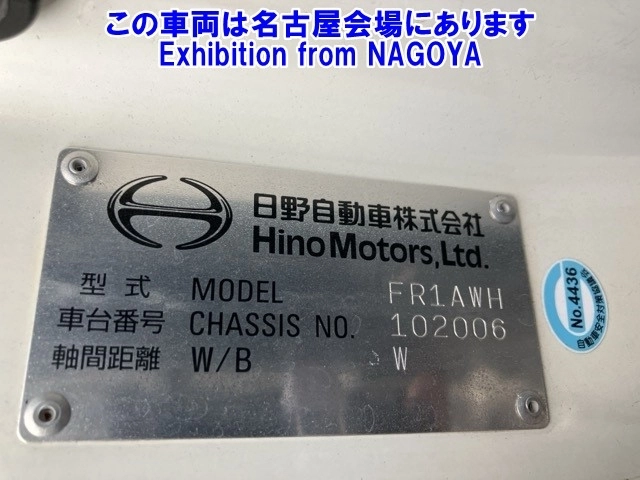 この車両は名古屋会場にあります
Exhibition from NAGOYA
日野自動車株式会社
Hino Motors, Ltd.
型式 MODEL FR1AWH
車台番号 CHASSIS NO. 102006
軸間距離 W/B W
No.4436